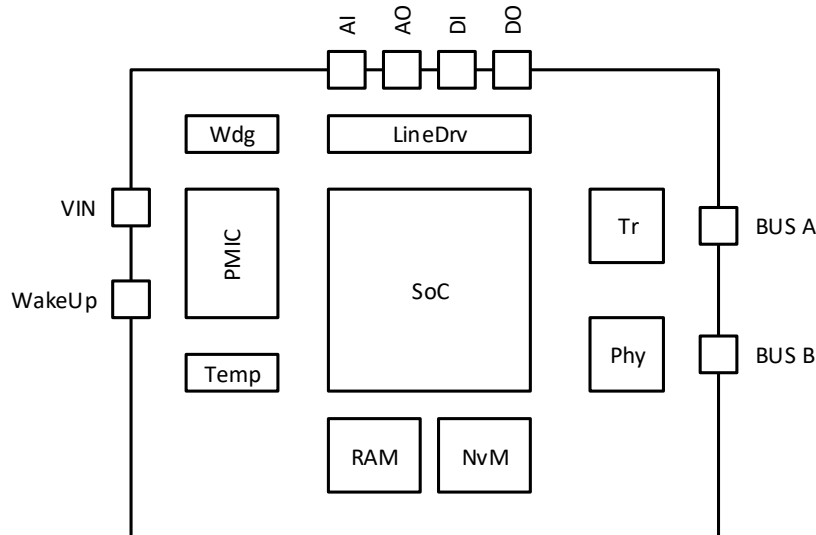 AI
AO
DI
DO
Wdg
LineDrv
VIN
PMIC
Tr
BUS A
WakeUp
SoC
Temp
Phy
BUS B
RAM
NvM